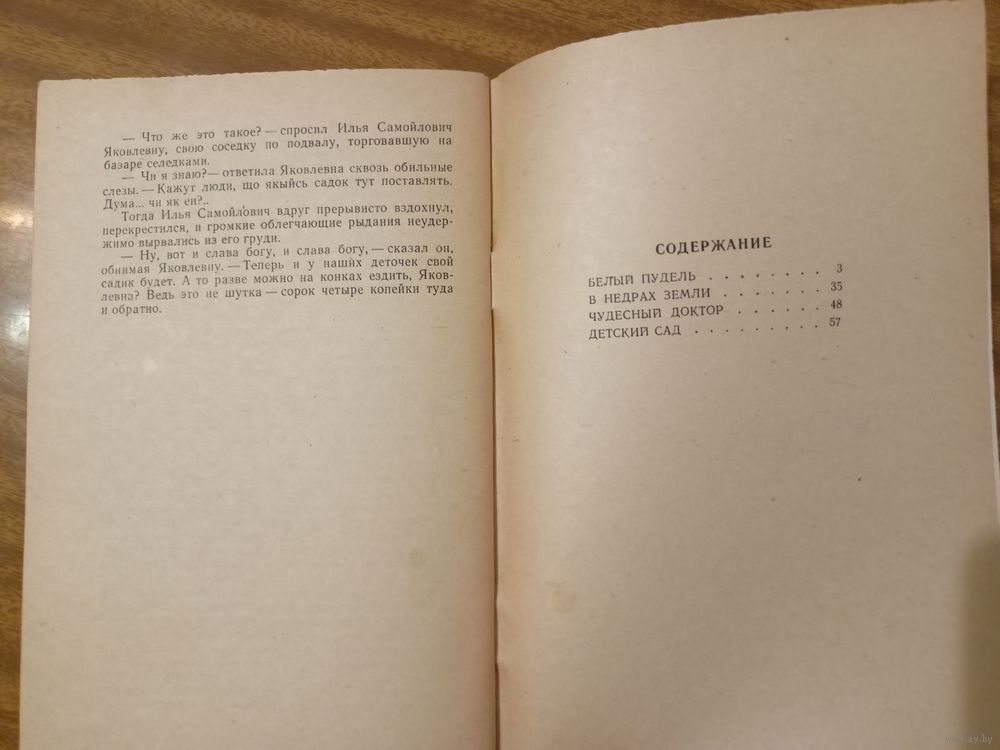 — Что же это такое? — спросил Илья Самойлович
Яковлевну, свою соседку по подвалу, торговавшую на
базаре селедками.
— Чи я знаю? — ответила Яковлевна сквозь обильные
слезы. — Кажут люди, що якыйсь садок тут поставлять.
Дума... чи як ей?..
Тогда Илья Самойлович вдруг прерывисто вздохнул,
перекрестился, и громкие облегчающие рыдания неудер-
жимо вырвались из его груди.
— Ну, вот и слава богу, и слава богу, — сказал он,
обнимая Яковлевну. — Теперь и у наших деточек свой
садик будет. А то разве можно на конках ездить, Яков-
левна? Ведь это не шутка — сорок четыре копейки туда
и обратно.
СОДЕРЖАНИЕ
БЕЛЫЙ ПУДЕЛЬ . . . . . . . . 3
В НЕДРАХ ЗЕМЛИ . . . . . . . 35
ЧУДЕСНЫЙ ДОКТОР . . . . . . 48
ДЕТСКИЙ САД . . . . . . . . . 57
www.ay.by